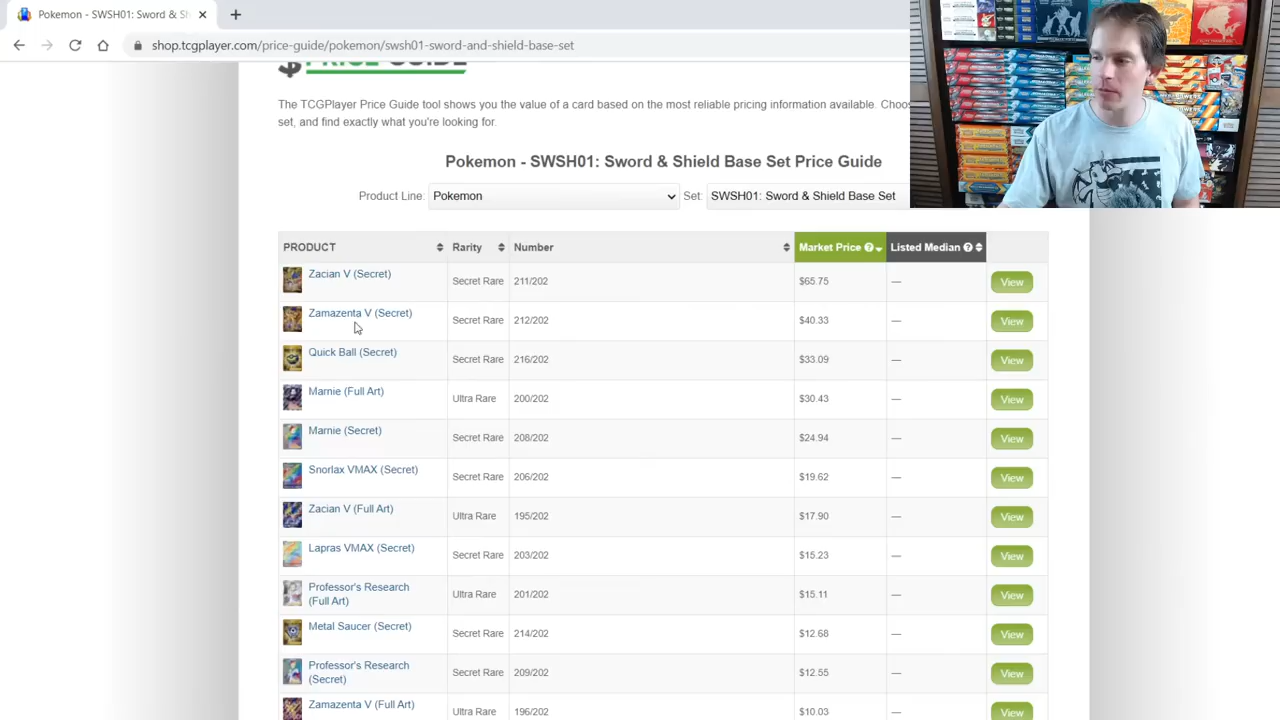 Pokemon - SWSH01: Sword & Sh
shop.tcgplayer.com/price-guide/pokemon/swsh01-sword-and-shield-base-set
PRICE GUIDE
The TCGPlayer Price Guide tool shows you the value of a card based on the most reliable pricing information available. Choos
set, and find exactly what you're looking
Pokemon - SWSH01: Sword & Shield Base Set Price Guide
Product Line: Pokemon Set: SWSH01: Sword & Shield Base Set
PRODUCT Rarity Number Market Price Listed Median
Zacian V (Secret) Secret Rare 211/202 $65.75 — View
Zamazenta V (Secret) Secret Rare 212/202 $40.33 — View
Quick Ball (Secret) Secret Rare 216/202 $33.09 — View
Marnie (Full Art) Ultra Rare 200/202 $30.43 — View
Marnie (Secret) Secret Rare 208/202 $24.94 — View
Snorlax VMAX (Secret) Secret Rare 206/202 $19.62 — View
Zacian V (Full Art) Ultra Rare 195/202 $17.90 — View
Lapras VMAX (Secret) Secret Rare 203/202 $15.23 — View
Professor's Research
(Full Art) Ultra Rare 201/202 $15.11 — View
Metal Saucer (Secret) Secret Rare 214/202 $12.68 — View
Professor's Research
(Secret) Secret Rare 209/202 $12.55 — View
Zamazenta V (Full Art) Ultra Rare 196/202 $10.03 — View